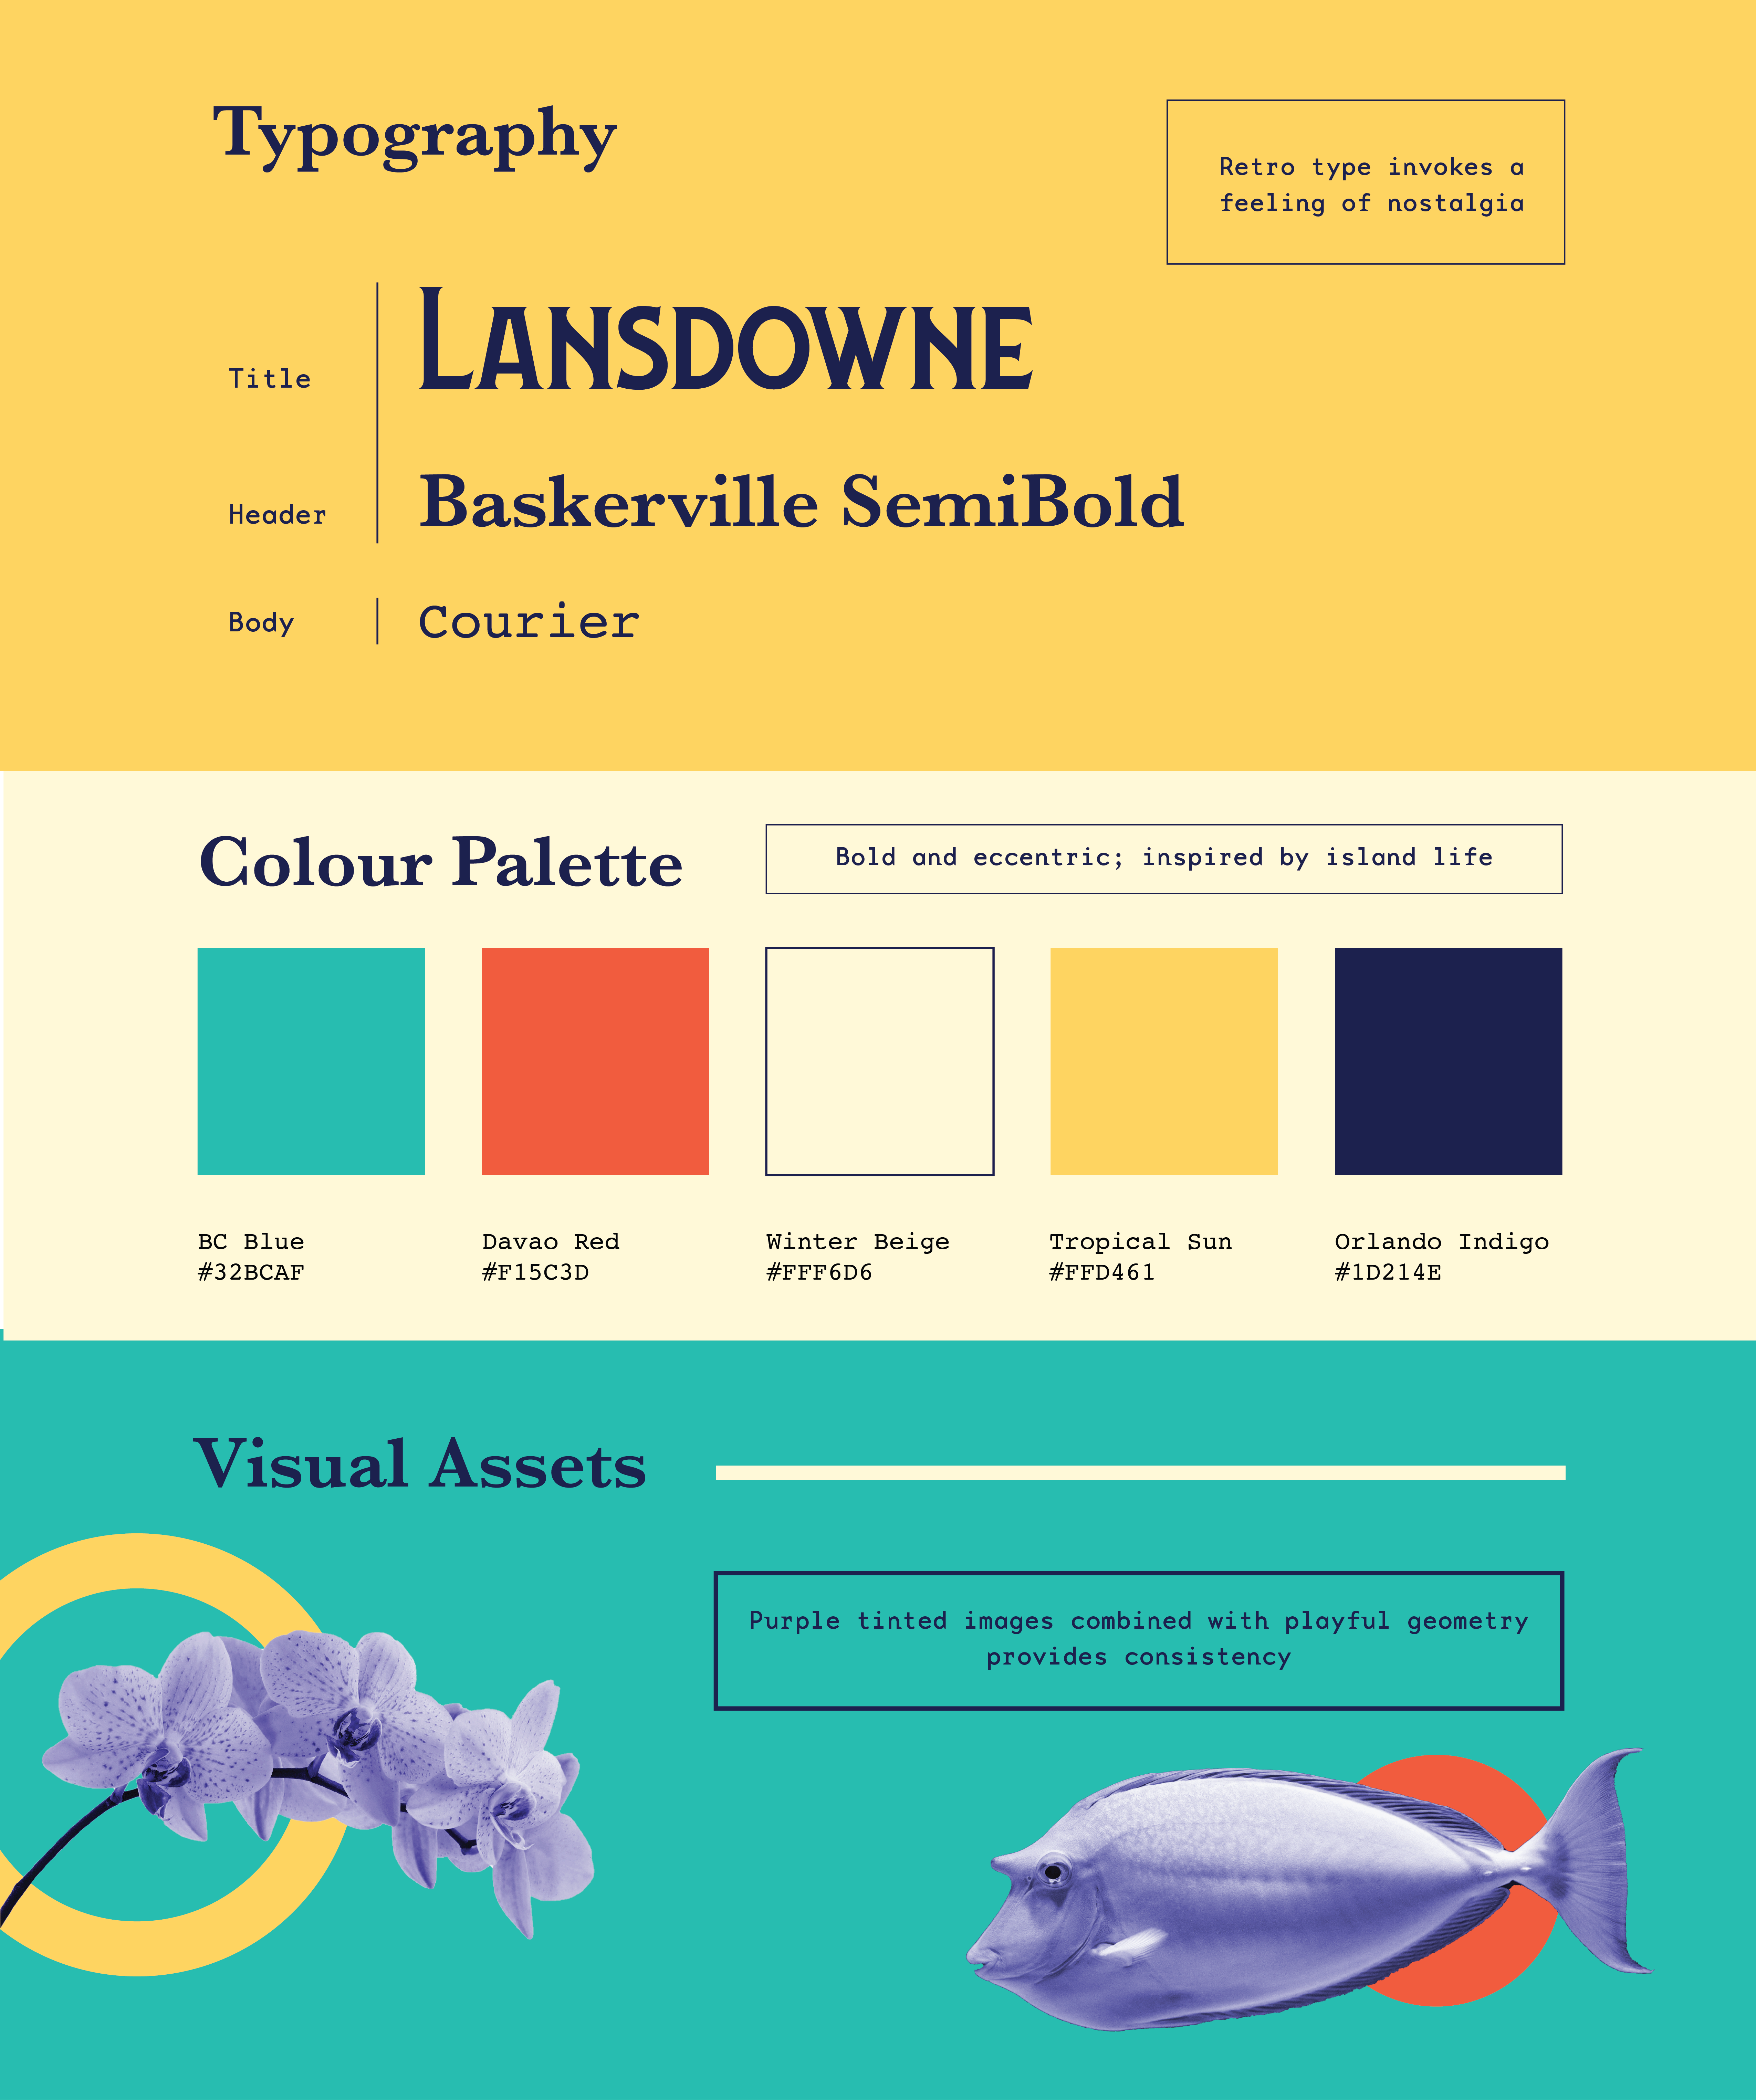 Typography
Retro type invokes a
feeling of nostalgia
Title
LANSDOWNE
Header
Baskerville SemiBold
Body
Courier
Colour Palette
Bold and eccentric; inspired by island life
BC Blue
#32BCAF
Davao Red
#F15C3D
Winter Beige
#FFF6D6
Tropical Sun
#FFD461
Orlando Indigo
#1D214E
Visual Assets
Purple tinted images combined with playful geometry
provides consistency